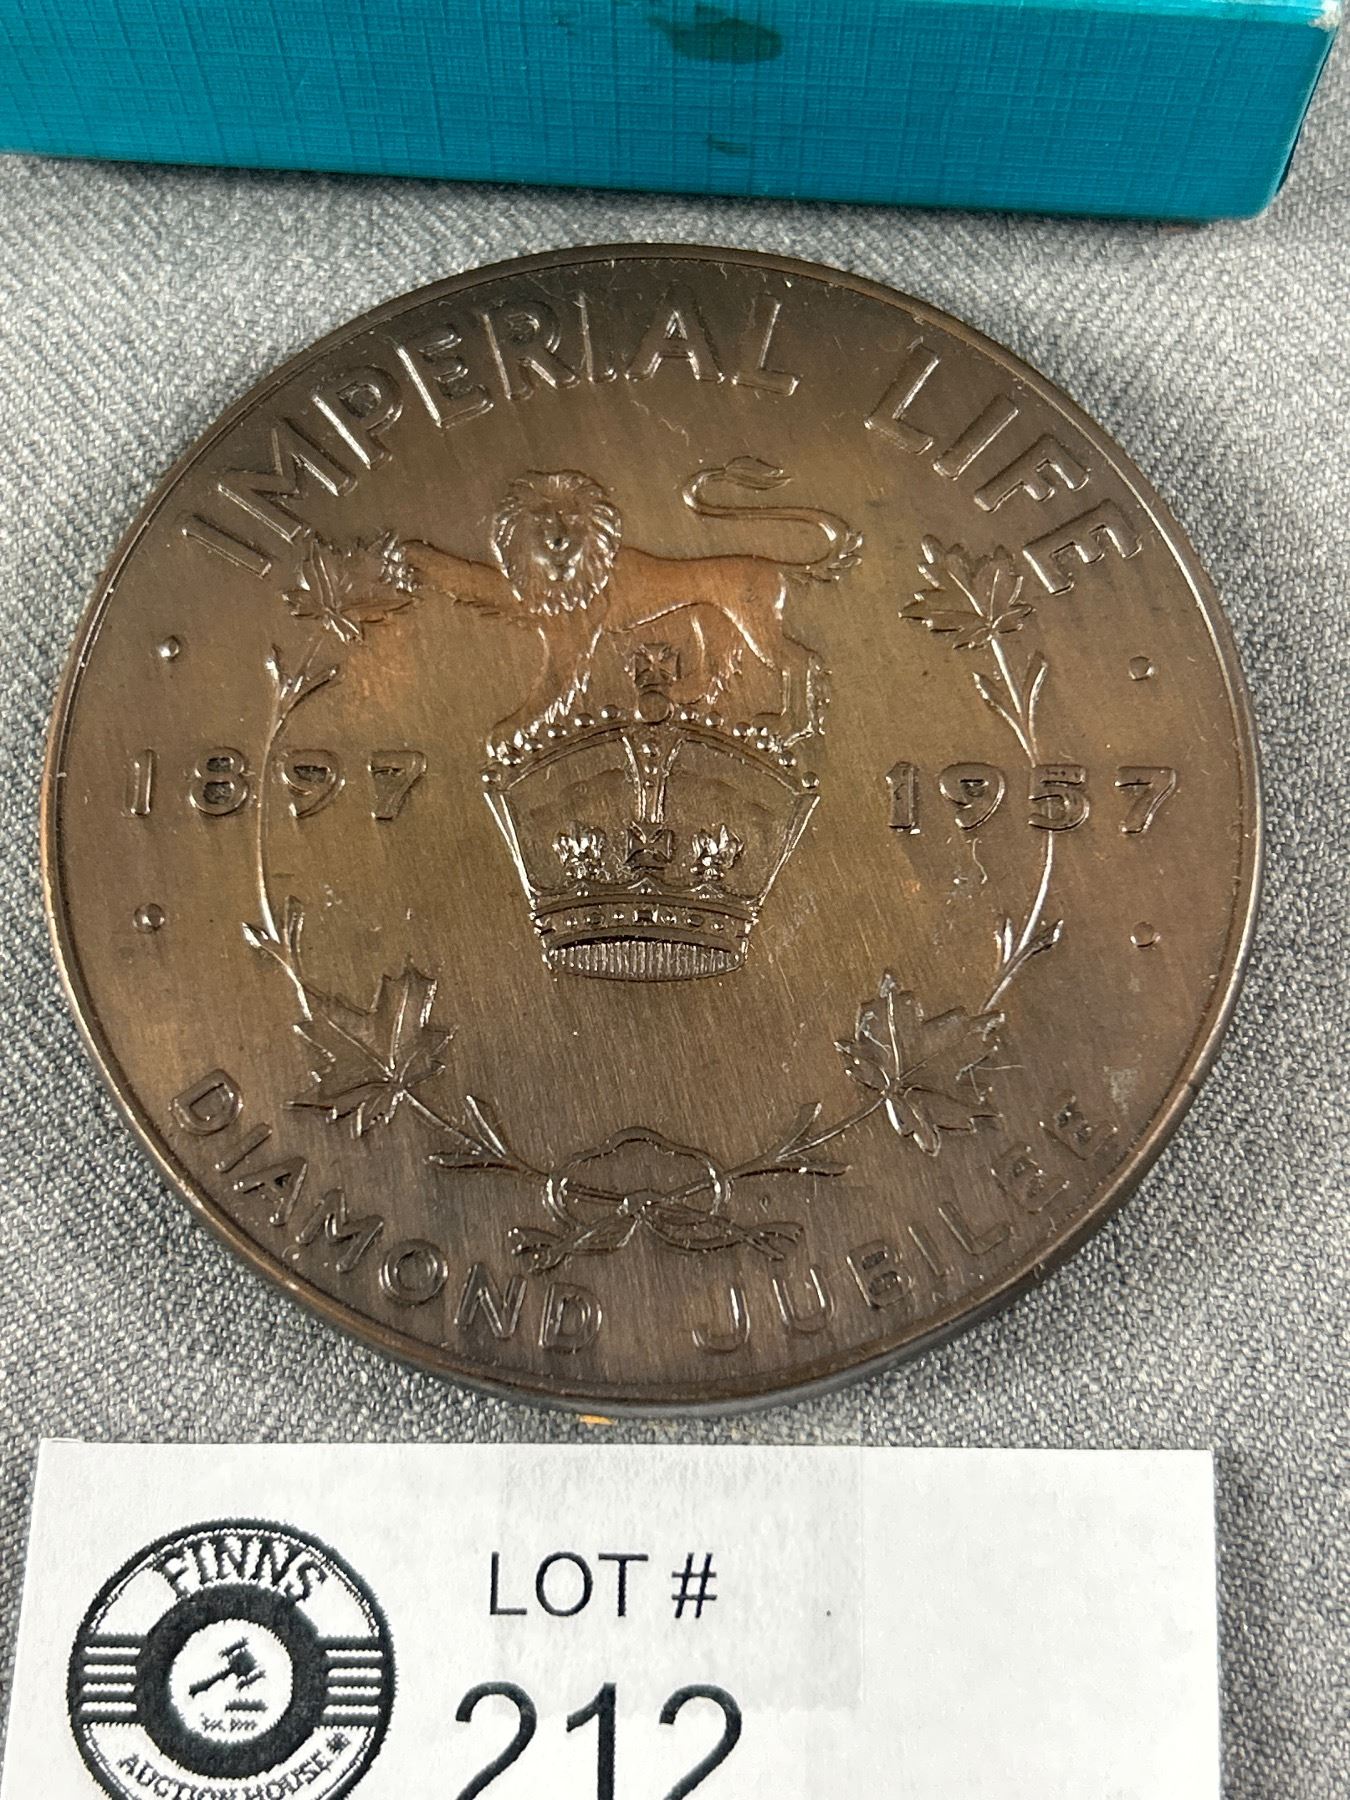 IMPERIAL LIFE
1897 1957
DIAMOND JUBILEE
FINNS
AUCTION HOUSE
LOT #
212